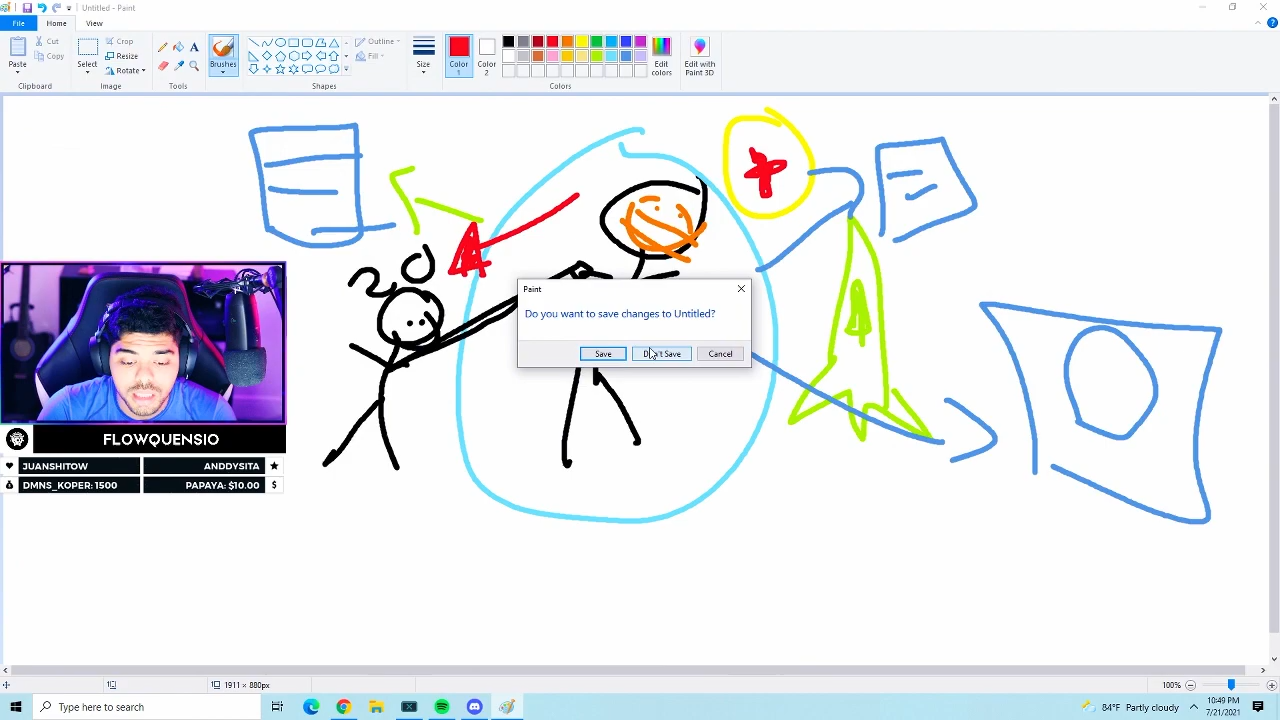 Untitled - Paint
File Home View
Paste
Cut
Copy
Clipboard
Select
Crop
Resize
Rotate
Image
A
Tools
Brushes
Outline
Fill
Shapes
Size
Color 1
Color 2
Edit colors
Colors
Edit with Paint 3D
20
Paint
Do you want to save changes to Untitled?
Save Don't Save Cancel
FLOWQUENSIO
JUANSHITOW ANDDYSITA
DMNS_KOPER: 1500 PAPAYA: $10.00 $
1911 × 880px 100%
Type here to search
84°F Partly cloudy
10:49 PM
7/21/2021